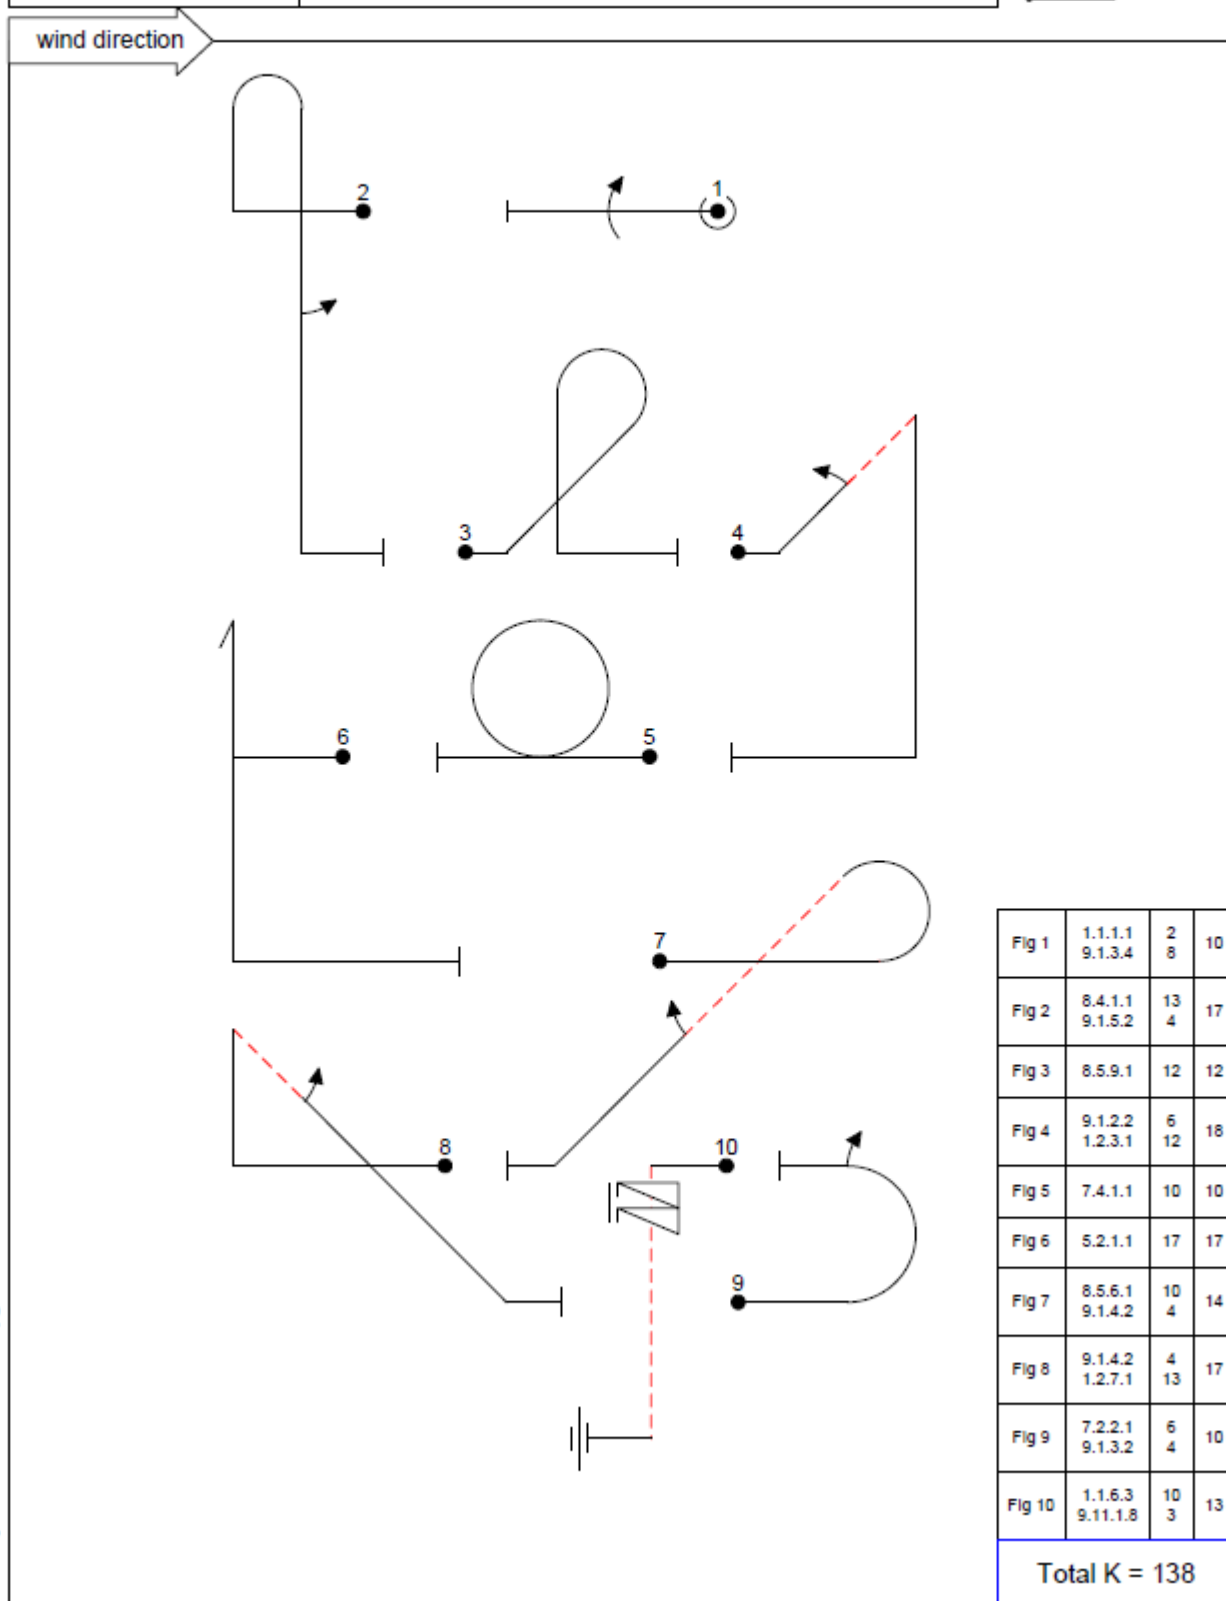 wind direction
2
1
3
4
6
5
7
8
10
9
Fig 1 1.1.1.1 2 10
9.1.3.4 8
Fig 2 8.4.1.1 13 17
9.1.5.2 4
Fig 3 8.5.9.1 12 12
Fig 4 9.1.2.2 6 18
1.2.3.1 12
Fig 5 7.4.1.1 10 10
Fig 6 5.2.1.1 17 17
Fig 7 8.5.6.1 10 14
9.1.4.2 4
Fig 8 9.1.4.2 4 17
1.2.7.1 13
Fig 9 7.2.2.1 6 10
9.1.3.2 4
Fig 10 1.1.6.3 10 13
9.11.1.8 3
Total K = 138